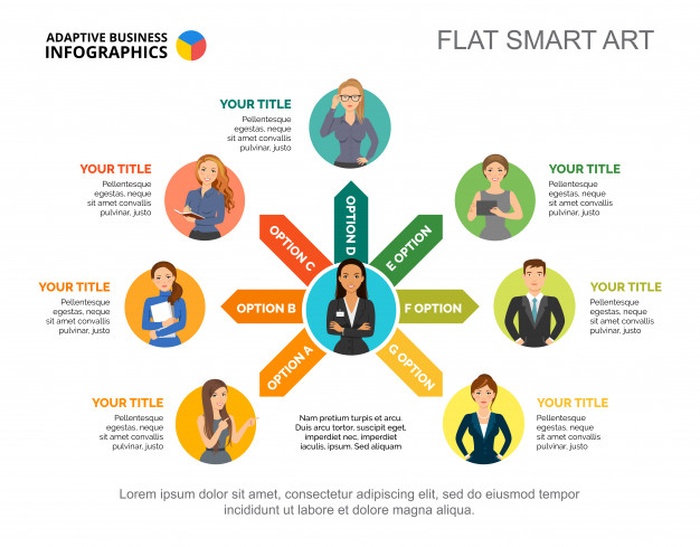 ADAPTIVE BUSINESS
INFOGRAPHICS
FLAT SMART ART
YOUR TITLE
Pellentesque
egestas, neque
sit amet convallis
pulvinar, justo
YOUR TITLE
Pellentesque
egestas, neque
sit amet convallis
pulvinar, justo
YOUR TITLE
Pellentesque
egestas, neque
sit amet convallis
pulvinar, justo
OPTION D
OPTION C
E OPTION
YOUR TITLE
Pellentesque
egestas, neque
sit amet convallis
pulvinar, justo
OPTION B
F OPTION
YOUR TITLE
Pellentesque
egestas, neque
sit amet convallis
pulvinar, justo
OPTION A
G OPTION
YOUR TITLE
Pellentesque
egestas, neque
sit amet convallis
pulvinar, justo
Nam pretium turpis et arcu.
Duis arcu tortor, suscipit eget,
imperdiet nec, imperdiet
iaculis, ipsum. Sed aliquam
YOUR TITLE
Pellentesque
egestas, neque
sit amet convallis
pulvinar, justo
Lorem ipsum dolor sit amet, consectetur adipiscing elit, sed do eiusmod tempor
incididunt ut labore et dolore magna aliqua.